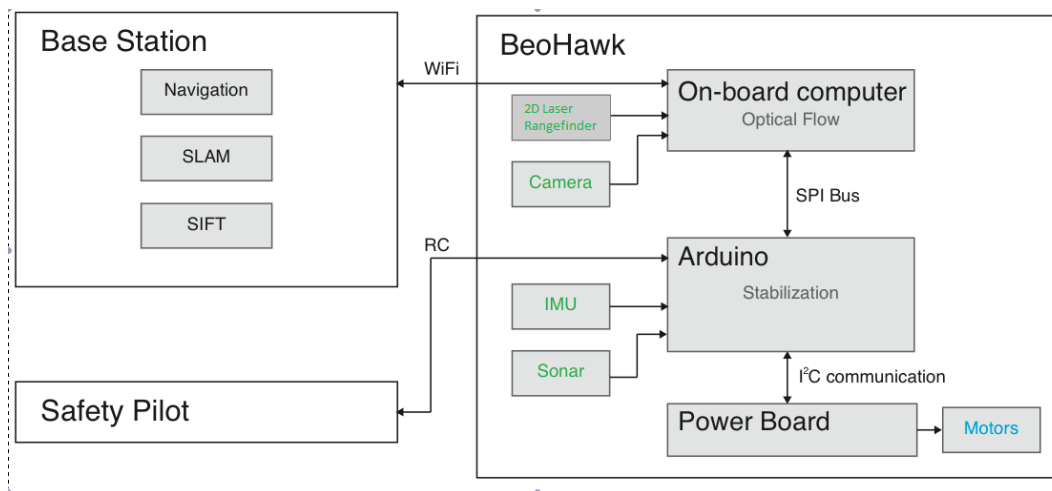 Base Station
Navigation
SLAM
SIFT
WiFi
RC
Safety Pilot
BeoHawk
2D Laser
Rangefinder
Camera
On-board computer
Optical Flow
SPI Bus
Arduino
Stabilization
IMU
Sonar
I²C communication
Power Board
Motors